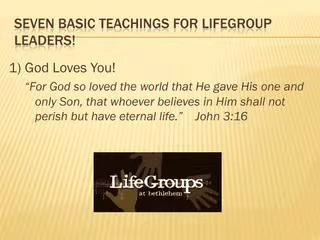 SEVEN BASIC TEACHINGS FOR LIFEGROUP
LEADERS!
1) God Loves You!
"For God so loved the world that He gave His one and
only Son, that whoever believes in Him shall not
perish but have eternal life." John 3:16
LifeGroups
at bethlehem